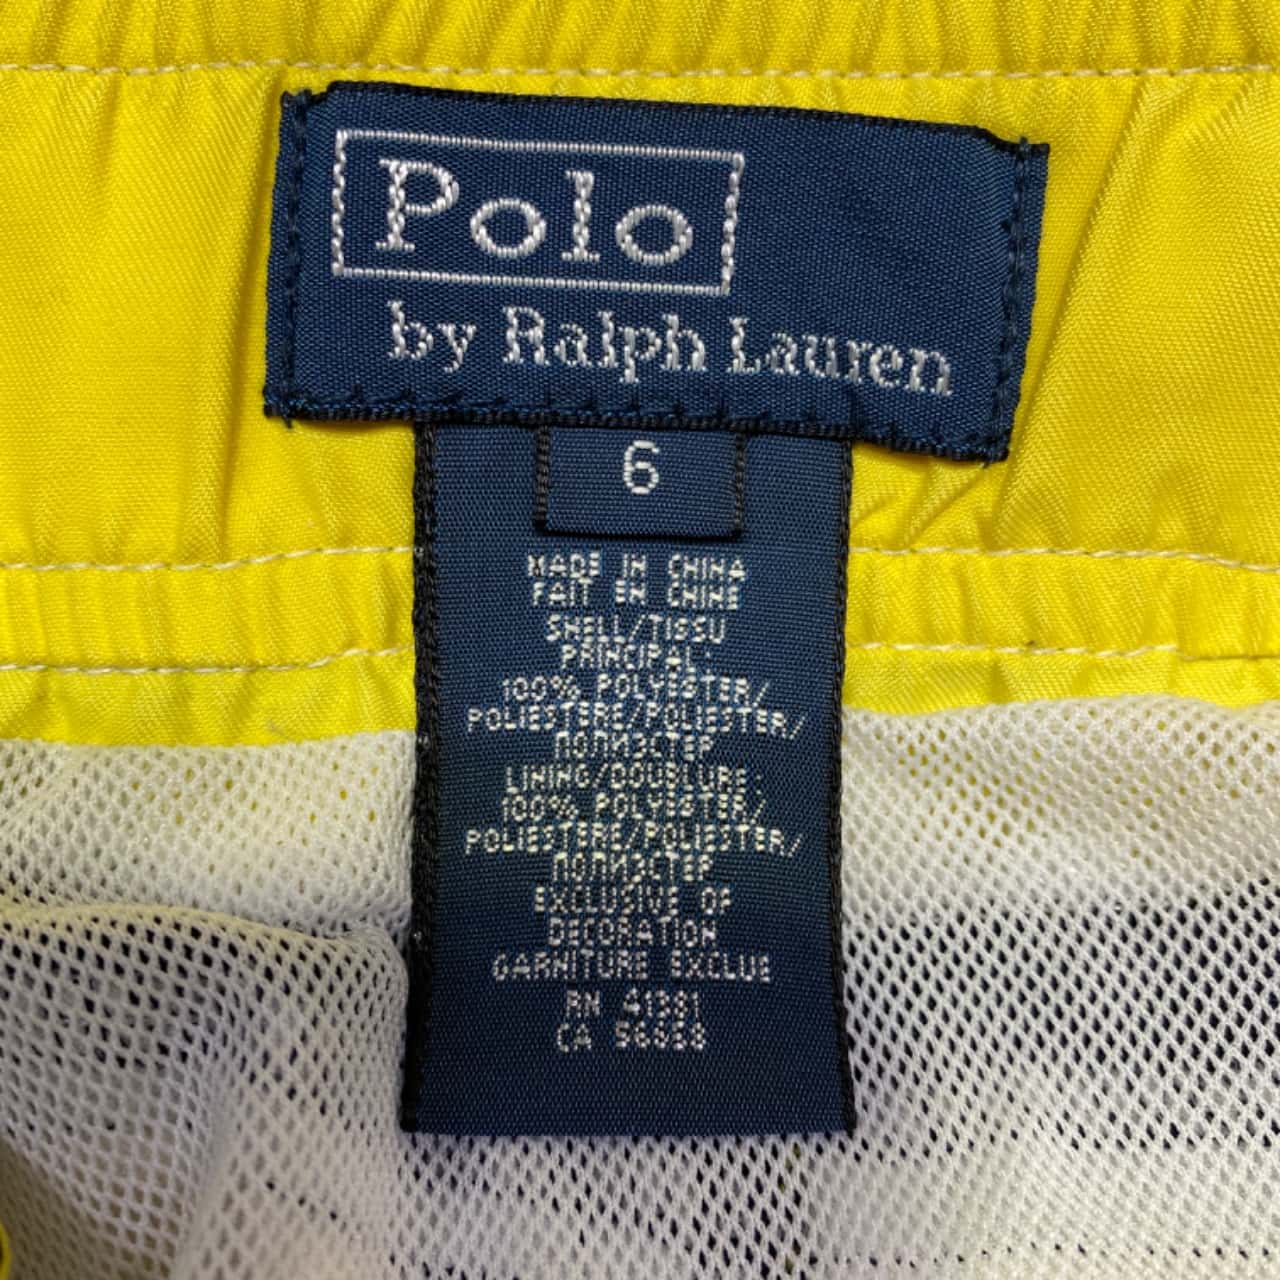 Polo
by Ralph Lauren
6
MADE IN CHINA
FAIT EN CHINE
SHELL/TISSU
PRINCIPAL:
100% POLYESTER/
POLIESTERE/POLIESTER/
ПОЛИЭСТЕР
LINING/DOUBLURE:
100% POLYESTER/
POLIESTERE/POLIESTER/
ПОЛИЭСТЕР
EXCLUSIVE OF
DECORATION
GARNITURE EXCLUE
RN 41381
CA 56658